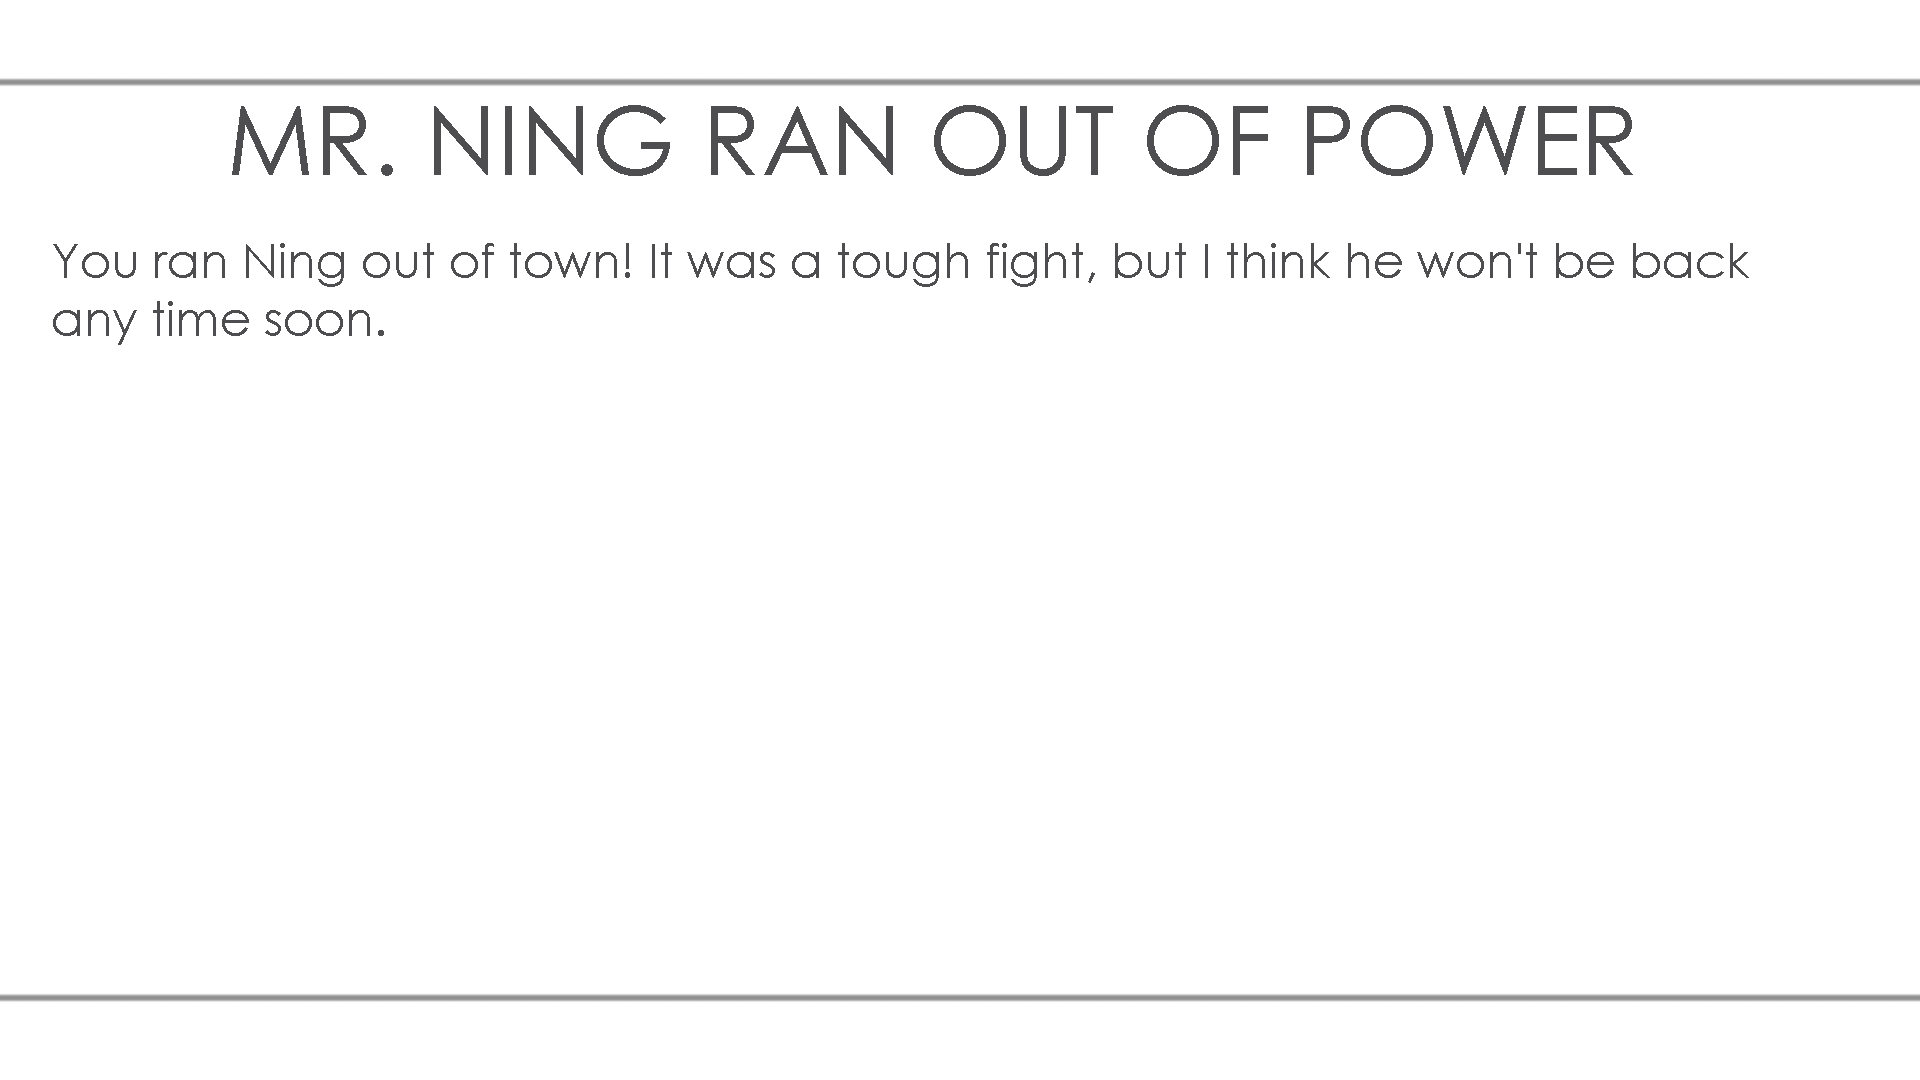 MR. NING RAN OUT OF POWER
You ran Ning out of town! It was a tough fight, but I think he won't be back
any time soon.